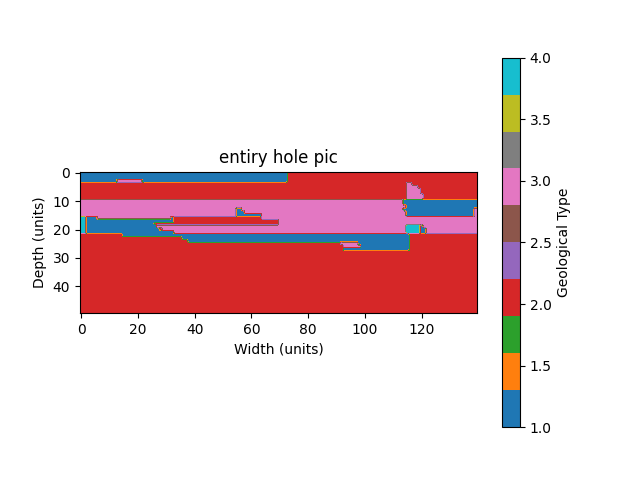 entiry hole pic
Depth (units)
0
10
20
30
40
0 20 40 60 80 100 120
Width (units)
4.0
3.5
3.0
2.5
2.0
1.5
1.0
Geological Type